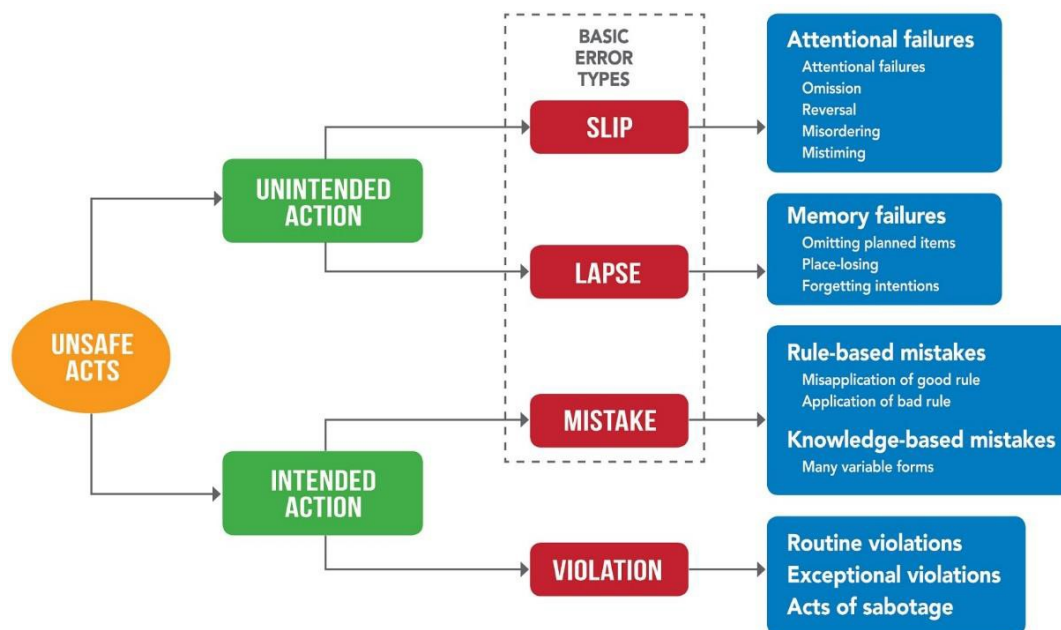 BASIC
ERROR
TYPES
UNSAFE
ACTS
UNINTENDED
ACTION
INTENDED
ACTION
SLIP
LAPSE
MISTAKE
VIOLATION
Attentional failures
Attentional failures
Omission
Reversal
Misordering
Mistiming
Memory failures
Omitting planned items
Place-losing
Forgetting intentions
Rule-based mistakes
Misapplication of good rule
Application of bad rule
Knowledge-based mistakes
Many variable forms
Routine violations
Exceptional violations
Acts of sabotage